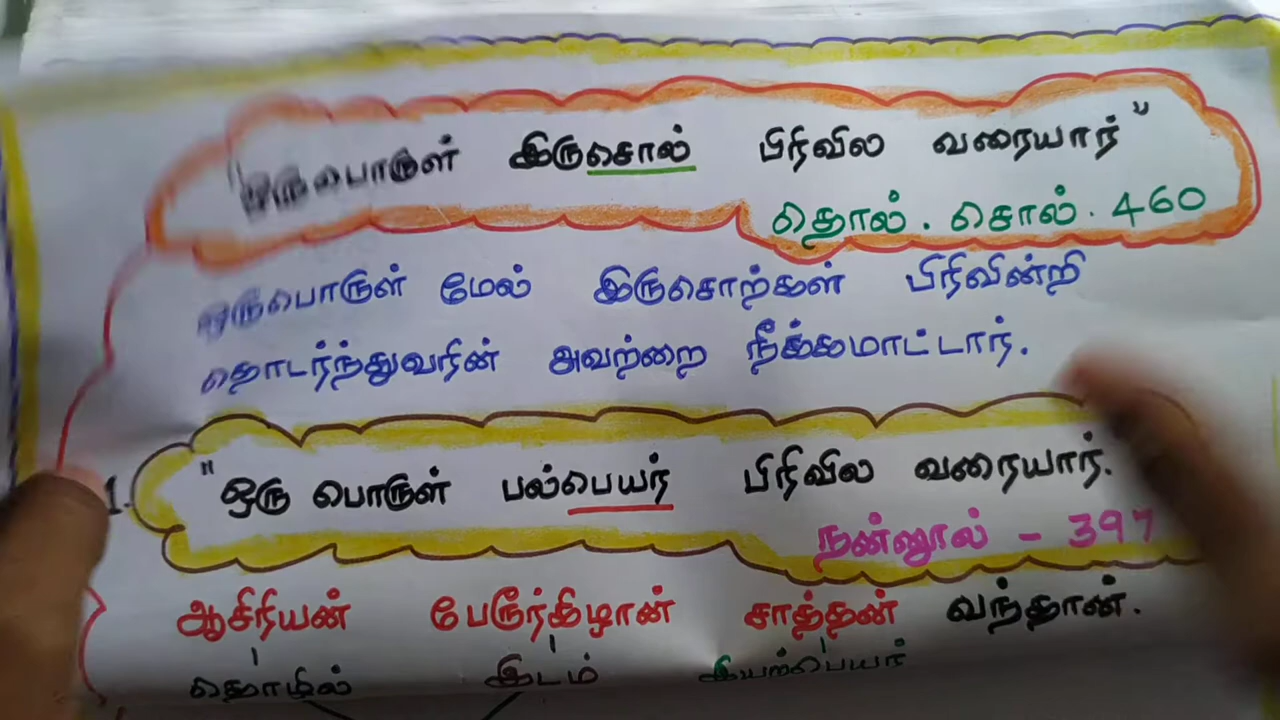 "ஒருபொருள் இருசொல் பிரிவில வரையார்"
தொல். சொல். 460
ஒருபொருள் மேல் இருசொற்கள் பிரிவின்றி
தொடர்ந்துவரின் அவற்றை நீக்கமாட்டார்.
1. "ஒரு பொருள் பல்பெயர் பிரிவில வரையார்.
நன்னூல் - 397
ஆசிரியன் பேரூர்கிழான் சாத்தன் வந்தான்.
தொழில் இடம் இயற்பெயர்